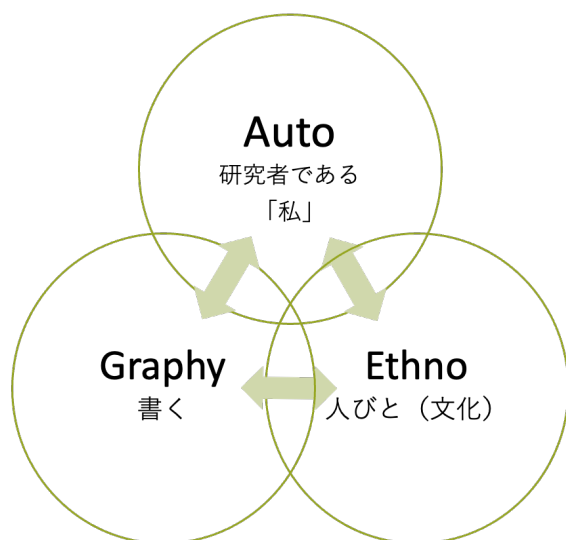 Auto
研究者である
「私」
Graphy
書く
Ethno
人びと（文化）